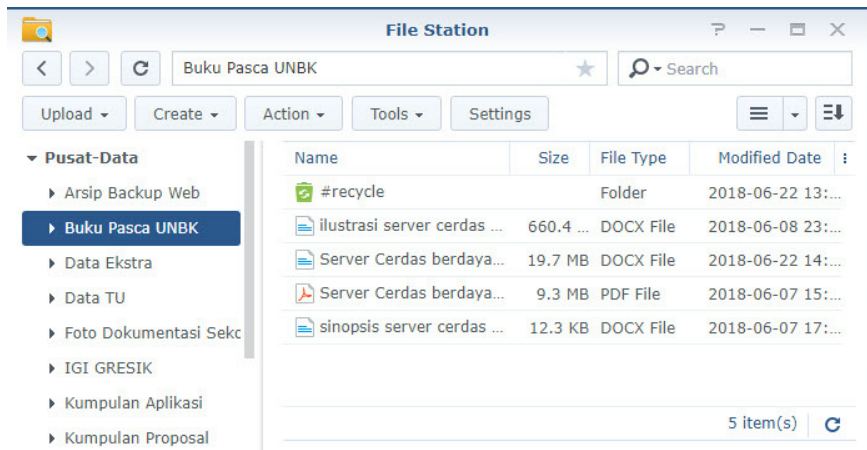 File Station
Buku Pasca UNBK
Search
Upload Create Action Tools Settings
Pusat-Data
Arsip Backup Web
Buku Pasca UNBK
Data Ekstra
Data TU
Foto Dokumentasi Sekc
IGI GRESIK
Kumpulan Aplikasi
Kumpulan Proposal
Name Size File Type Modified Date
#recycle Folder 2018-06-22 13:...
ilustrasi server cerdas ... 660.4 ... DOCX File 2018-06-08 23:...
Server Cerdas berdaya... 19.7 MB DOCX File 2018-06-22 14:...
Server Cerdas berdaya... 9.3 MB PDF File 2018-06-07 15:...
sinopsis server cerdas ... 12.3 KB DOCX File 2018-06-07 17:...
5 item(s)